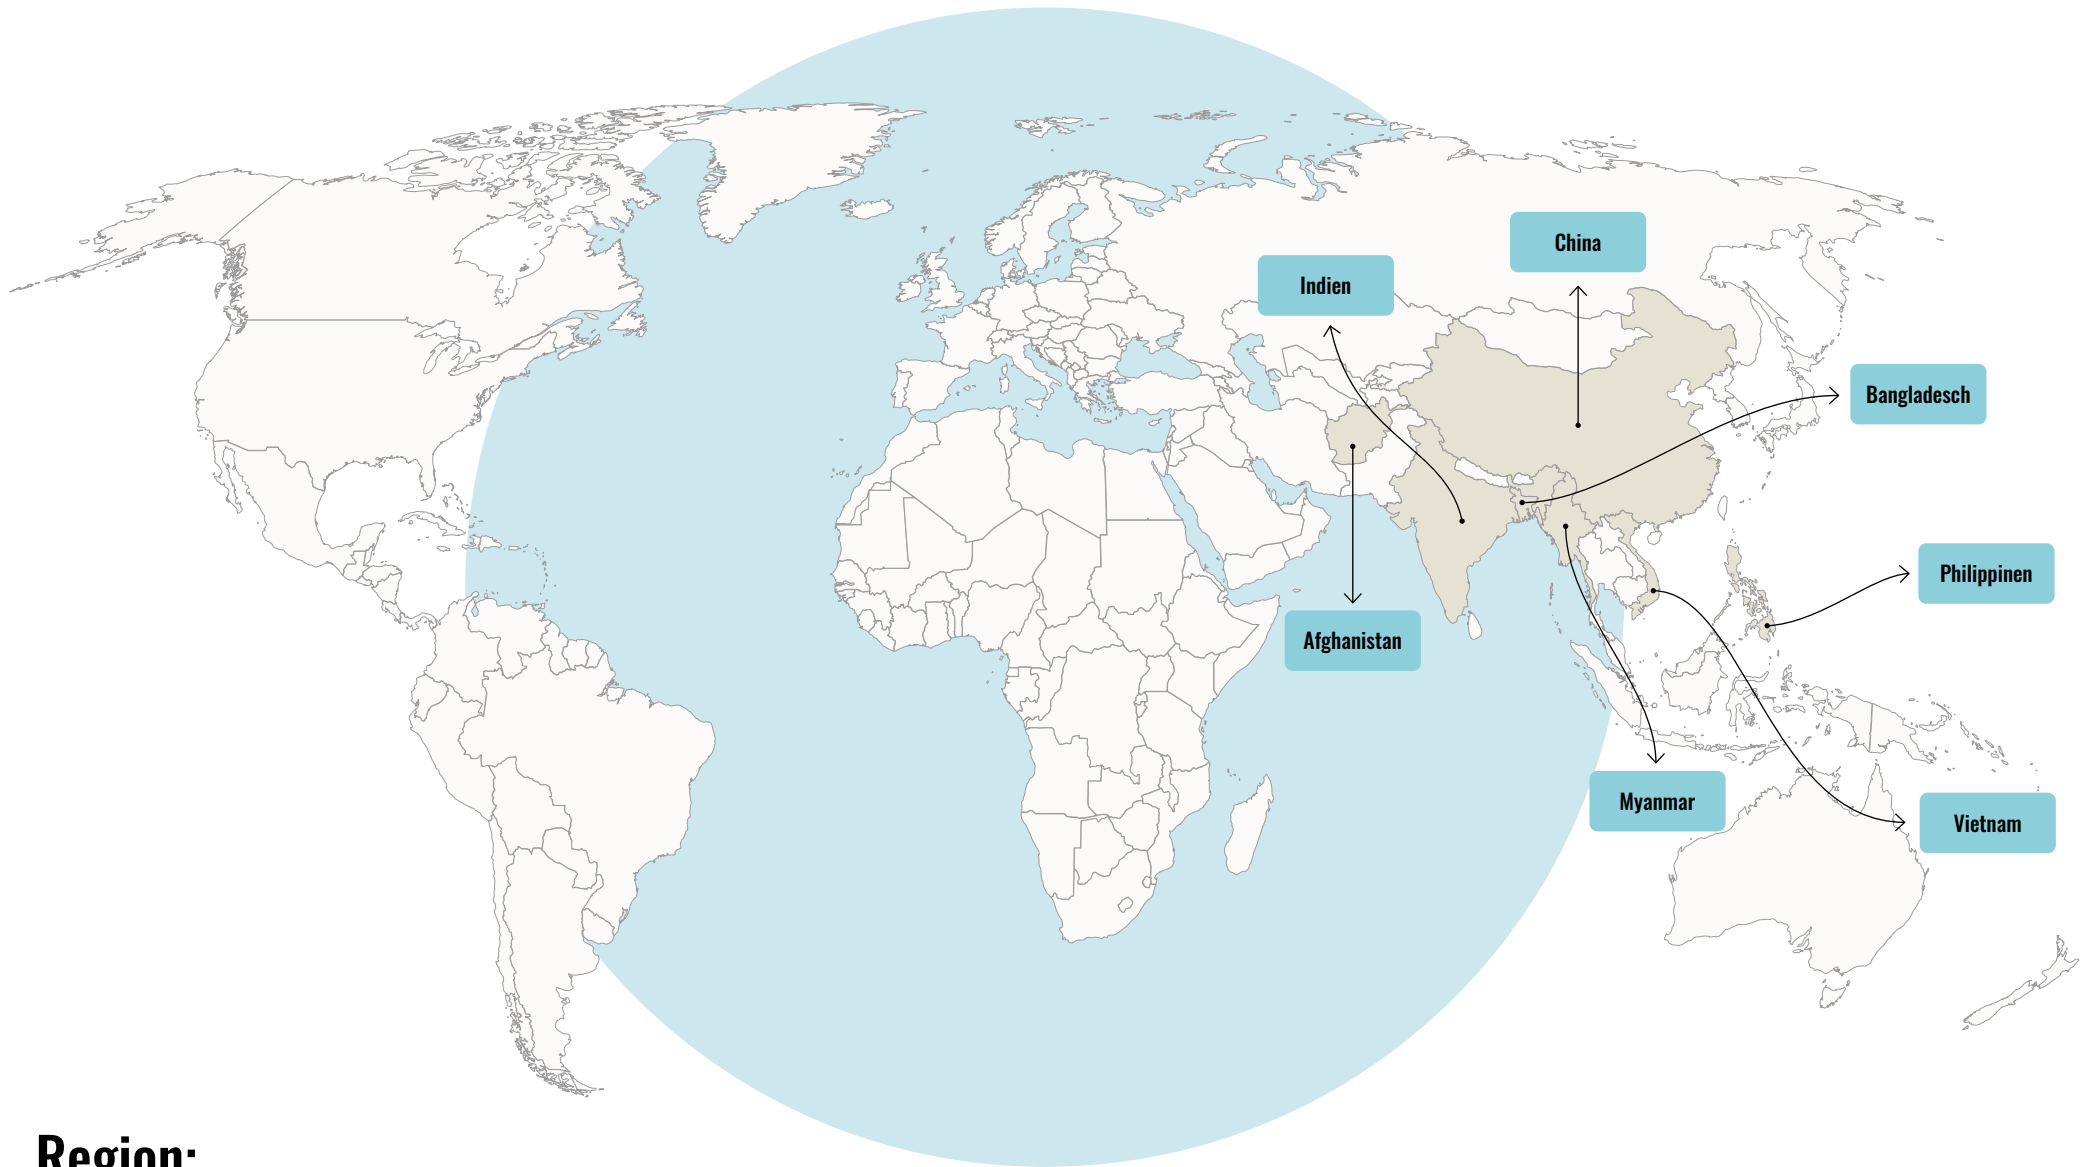 China
Indien
Bangladesch
Philippinen
Afghanistan
Myanmar
Vietnam
Region: